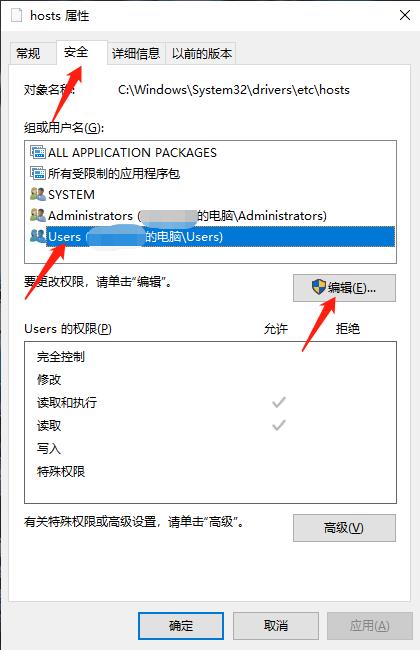 hosts 属性
常规 安全 详细信息 以前的版本
对象名称: C:\Windows\System32\drivers\etc\hosts
组或用户名(G):
ALL APPLICATION PACKAGES
所有受限制的应用程序包
SYSTEM
Administrators ( 的电脑\Administrators)
Users ( 的电脑\Users)
要更改权限，请单击"编辑"。
编辑(E)...
Users 的权限(P) 允许 拒绝
完全控制
修改
读取和执行
读取
写入
特殊权限
有关特殊权限或高级设置，请单击"高级"。
高级(V)
确定 取消 应用(A)